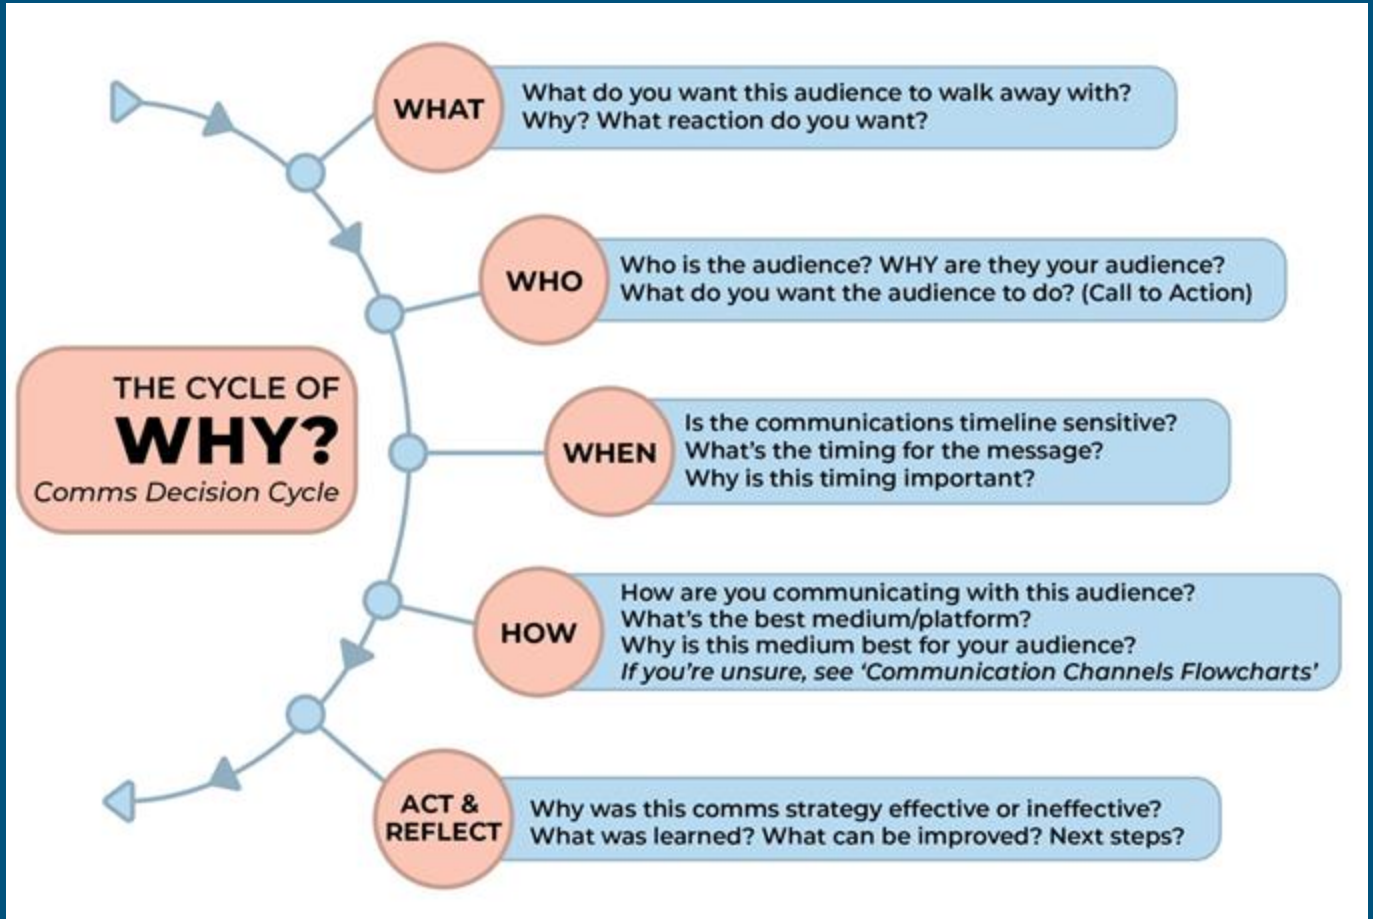 WHAT
What do you want this audience to walk away with?
Why? What reaction do you want?
WHO
Who is the audience? WHY are they your audience?
What do you want the audience to do? (Call to Action)
THE CYCLE OF
WHY?
Comms Decision Cycle
WHEN
Is the communications timeline sensitive?
What's the timing for the message?
Why is this timing important?
HOW
How are you communicating with this audience?
What's the best medium/platform?
Why is this medium best for your audience?
If you're unsure, see 'Communication Channels Flowcharts'
ACT &
REFLECT
Why was this comms strategy effective or ineffective?
What was learned? What can be improved? Next steps?